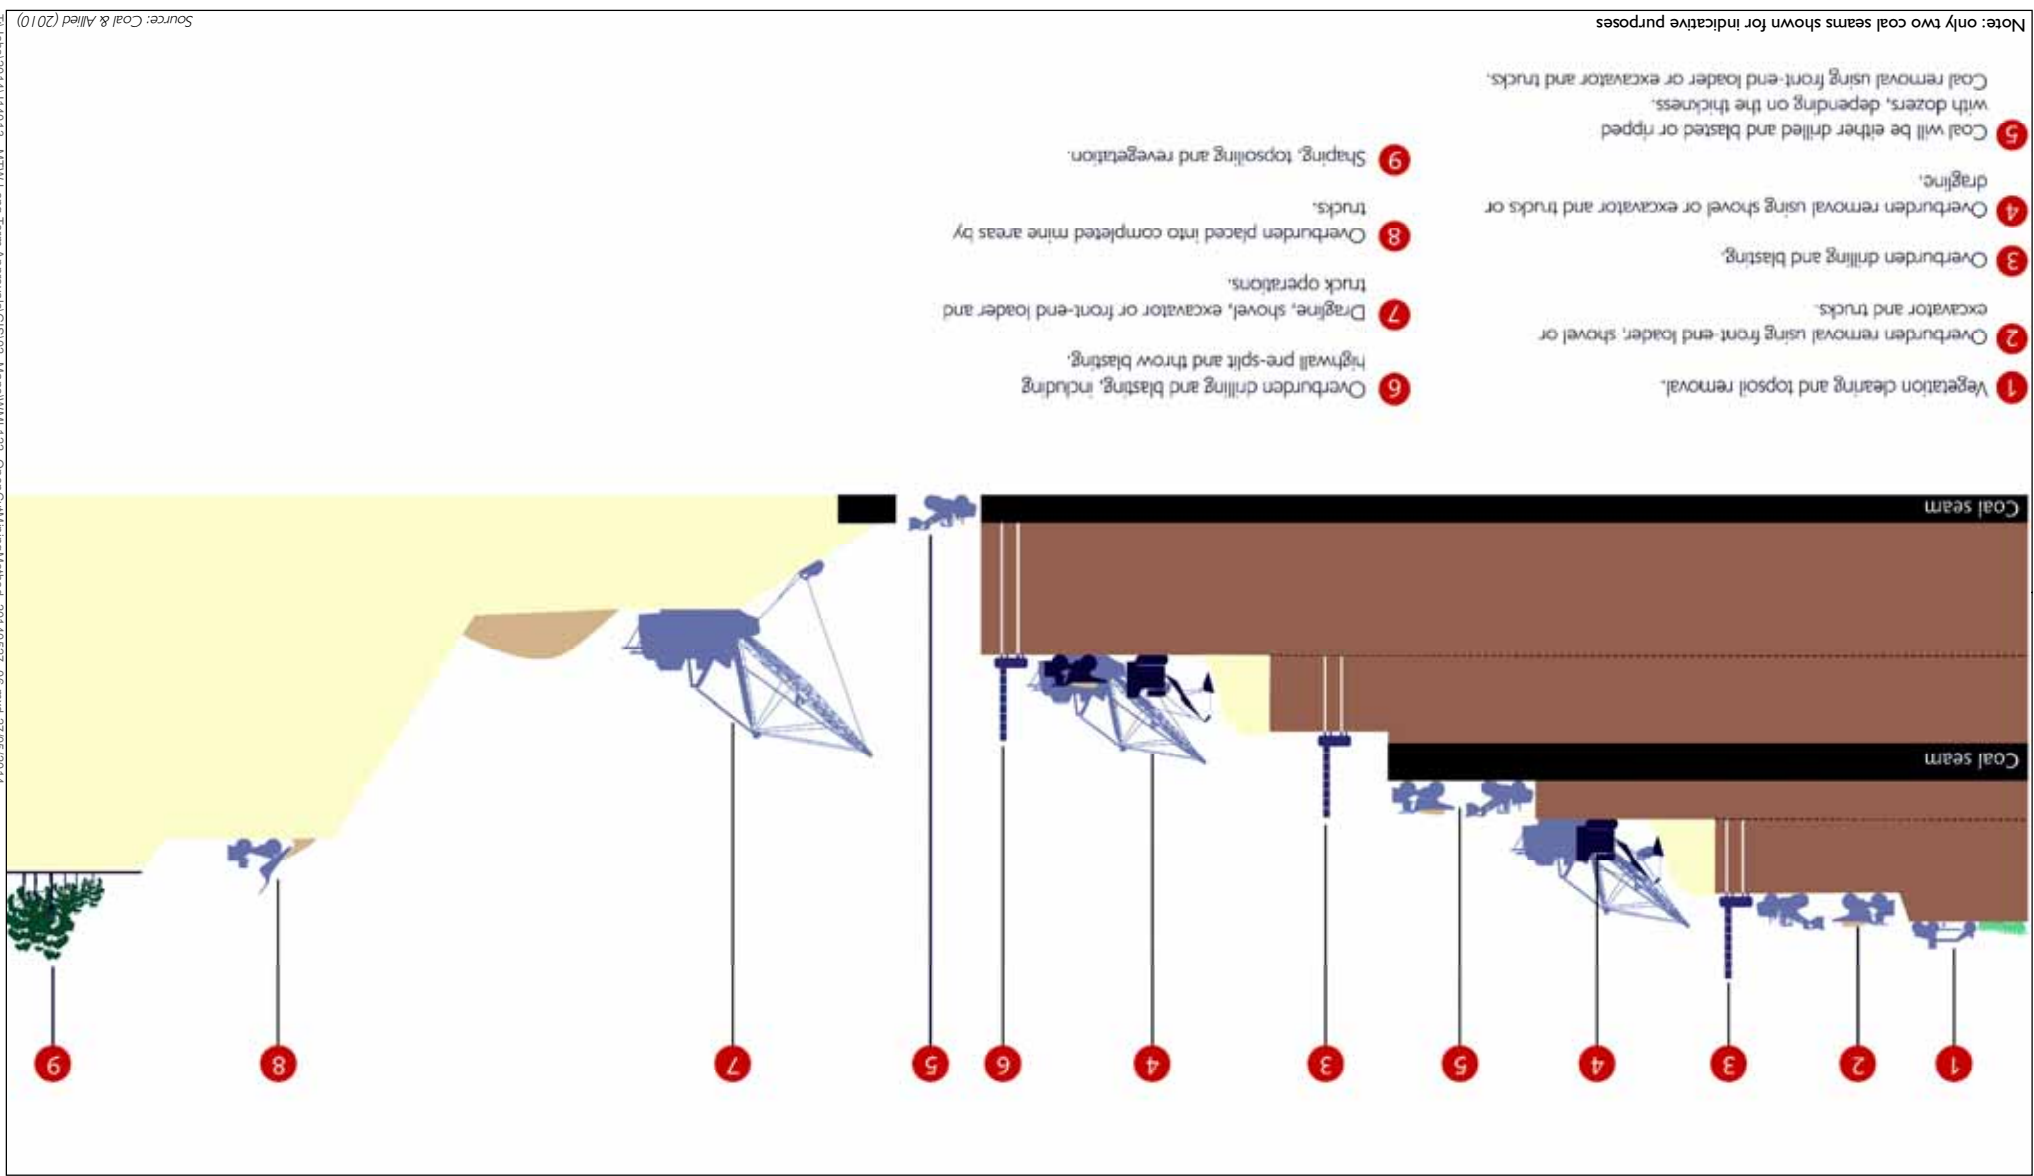 1 2 3 4 5 3 4 6 5 7 8 9
Coal seam
Coal seam
1 Vegetation clearing and topsoil removal.
2 Overburden removal using front-end loader, shovel or
excavator and trucks.
3 Overburden drilling and blasting.
4 Overburden removal using shovel or excavator and trucks or
dragline.
5 Coal will be either drilled and blasted or ripped
with dozers, depending on the thickness.
Coal removal using front-end loader or excavator and trucks.
6 Overburden drilling and blasting, including
highwall pre-split and throw blasting.
7 Dragline, shovel, excavator or front-end loader and
truck operations.
8 Overburden placed into completed mine areas by
trucks.
9 Shaping, topsoiling and revegetation.
Note: only two coal seams shown for indicative purposes
Source: Coal & Allied (2010)